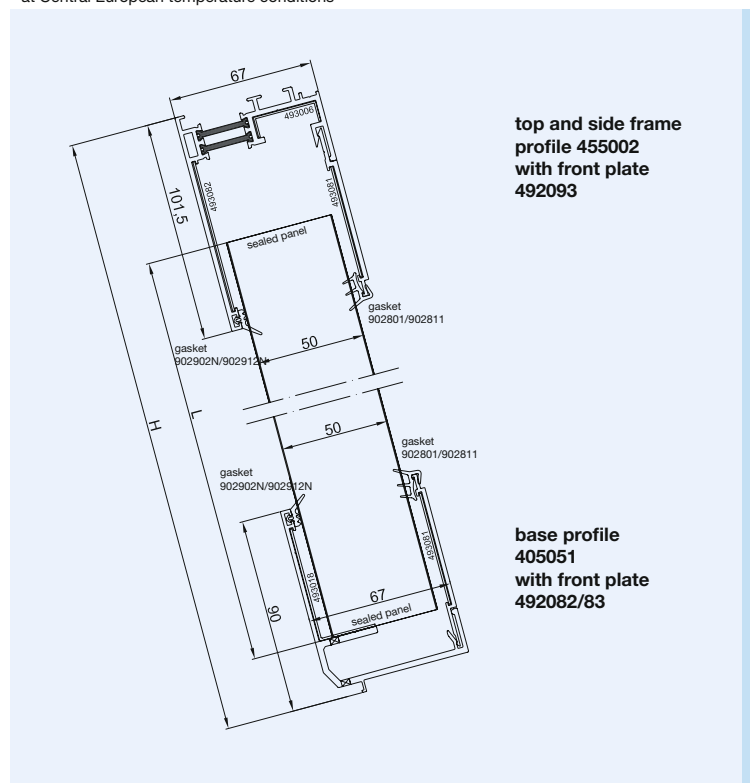 at Central European temperature conditions
67
493006
top and side frame
profile 455002
with front plate
492093
101,5
493082
493081
sealed panel
gasket
902801/902811
50
gasket
902902N/902912N
H
L
50
gasket
902801/902811
gasket
902902N/902912N
base profile
405051
with front plate
492082/83
90
493018
67
493081
sealed panel